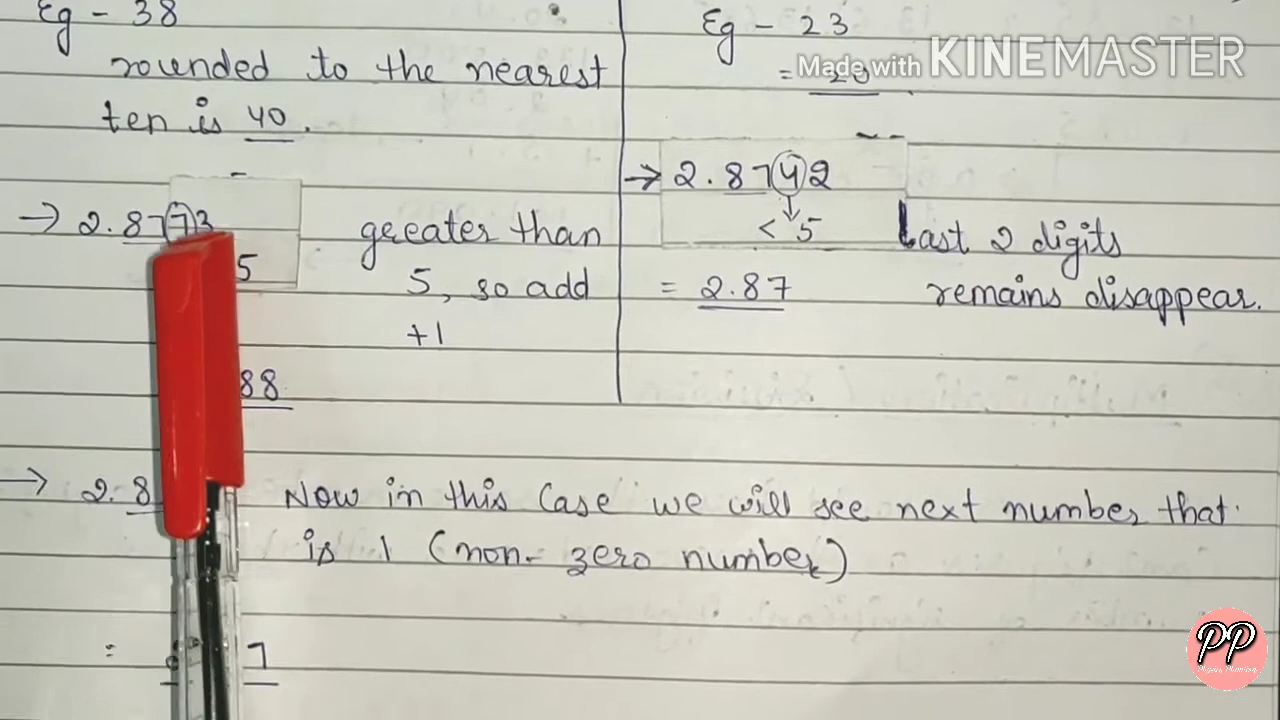 Eg - 38
rounded to the nearest
ten is 40.
→ 2.8773
5
greater than
5, so add
+1
88
Eg - 23
= 20
→ 2.8742
< 5
= 2.87
Last 2 digits
remains disappear.
→ 2.8
Now in this case we will see next number that
is 1 (non-zero number)
= 7
Made with KINEMASTER
PP